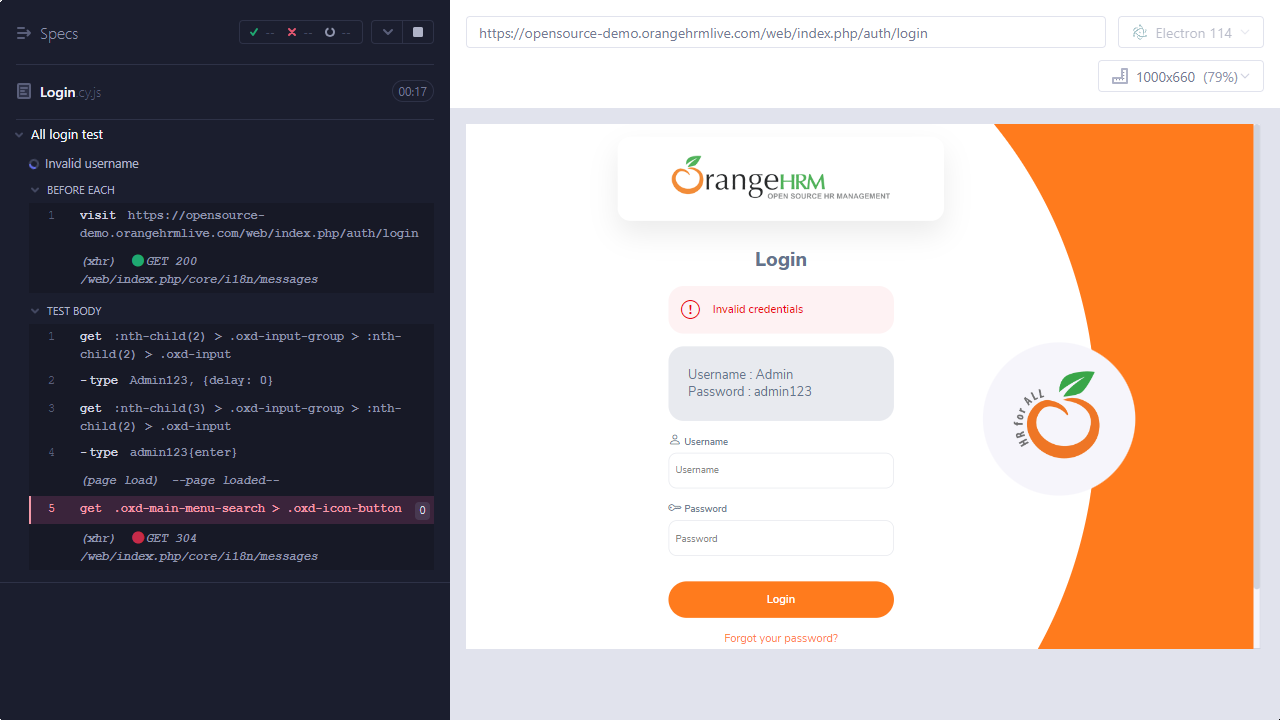 Specs
-- -- --
Login.cy.js
00:17
All login test
Invalid username
BEFORE EACH
1 visit https://opensource-
demo.orangehrmlive.com/web/index.php/auth/login
(xhr) GET 200
/web/index.php/core/i18n/messages
TEST BODY
1 get :nth-child(2) > .oxd-input-group > :nth-
child(2) > .oxd-input
2 -type Admin123, {delay: 0}
3 get :nth-child(3) > .oxd-input-group > :nth-
child(2) > .oxd-input
4 -type admin123{enter}
(page load) --page loaded--
5 get .oxd-main-menu-search > .oxd-icon-button 0
(xhr) GET 304
/web/index.php/core/i18n/messages
https://opensource-demo.orangehrmlive.com/web/index.php/auth/login
Electron 114
1000x660 (79%)
OrangeHRM
OPEN SOURCE HR MANAGEMENT
Login
! Invalid credentials
Username : Admin
Password : admin123
Username
Username
Password
Password
Login
Forgot your password?
HR for ALL